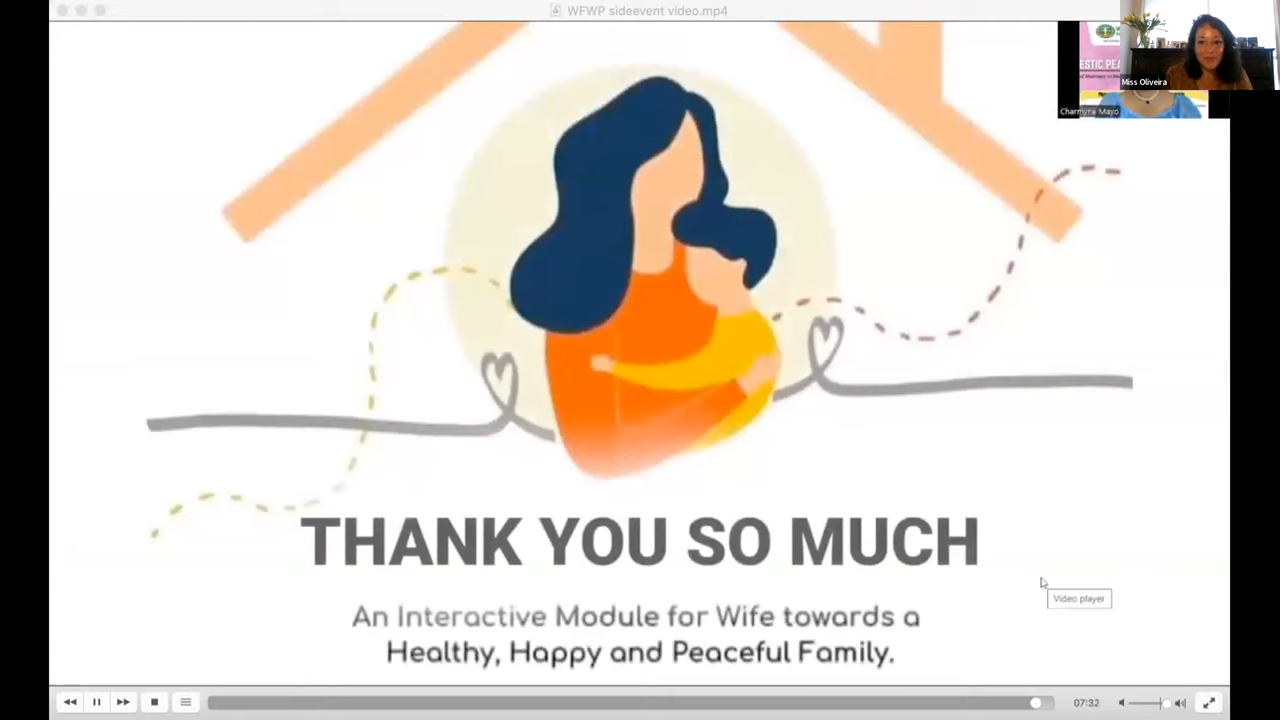 WFWP sideevent video.mp4
Miss Oliveira
Charmyra Mayo
THANK YOU SO MUCH
Video player
An Interactive Module for Wife towards a
Healthy, Happy and Peaceful Family.
07:32